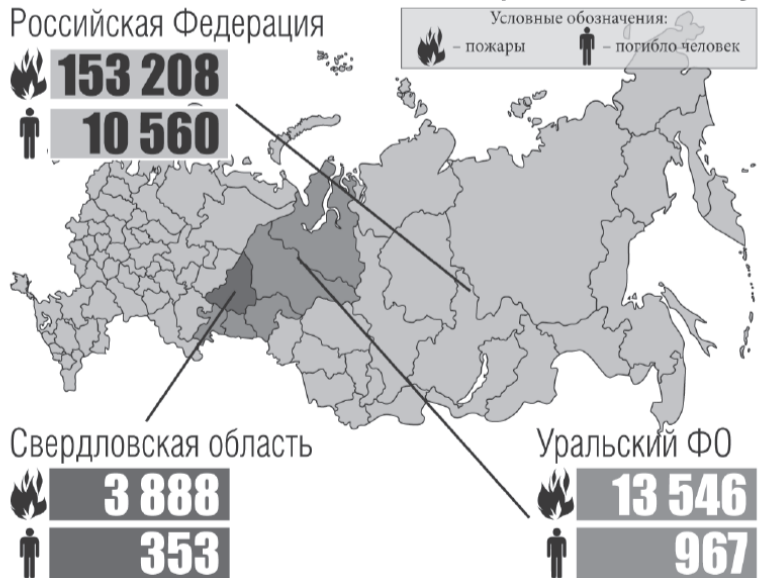 Российская Федерация
153 208
10 560
Условные обозначения:
– пожары
– погибло человек
Свердловская область
3 888
353
Уральский ФО
13 546
967